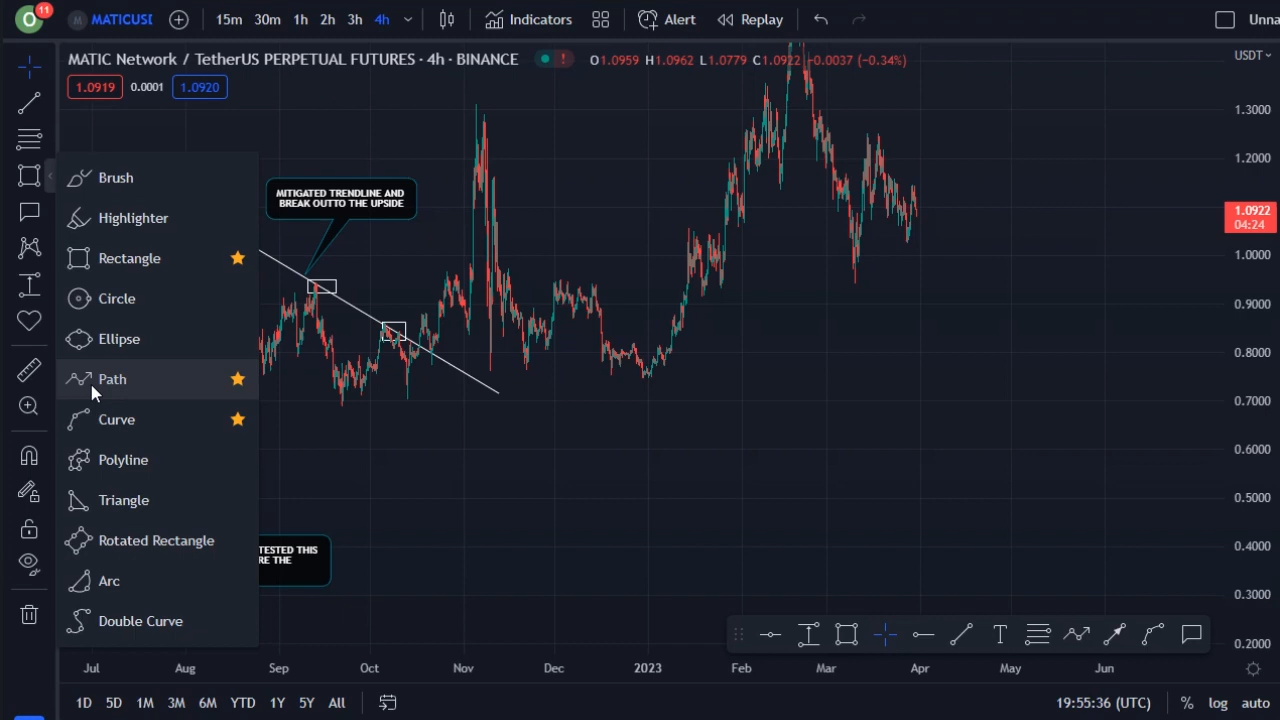 11
O
M MATICUSI
15m 30m 1h 2h 3h 4h
Indicators
Alert
Replay
Unna
MATIC Network / TetherUS PERPETUAL FUTURES · 4h · BINANCE
! O1.0959 H1.0962 L1.0779 C1.0922 −0.0037 (−0.34%)
USDT
1.0919 0.0001 1.0920
Brush
Highlighter
Rectangle
Circle
Ellipse
Path
Curve
Polyline
Triangle
Rotated Rectangle
Arc
Double Curve
MITIGATED TRENDLINE AND
BREAK OUTTO THE UPSIDE
TESTED THIS
RE THE
1.3000
1.2000
1.0922
04:24
1.0000
0.9000
0.8000
0.7000
0.6000
0.5000
0.4000
0.3000
0.2000
T
Jul Aug Sep Oct Nov Dec 2023 Feb Mar Apr May Jun
1D 5D 1M 3M 6M YTD 1Y 5Y All
19:55:36 (UTC) % log auto